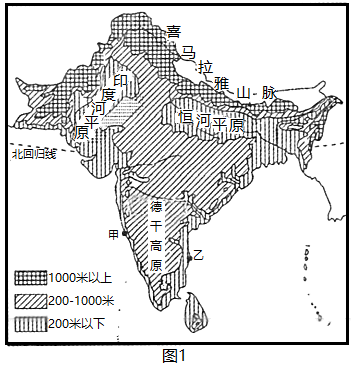 喜马拉雅山脉
印度河平原
恒河平原
北回归线
德干高原
甲
乙
1000米以上
200-1000米
200米以下
图1